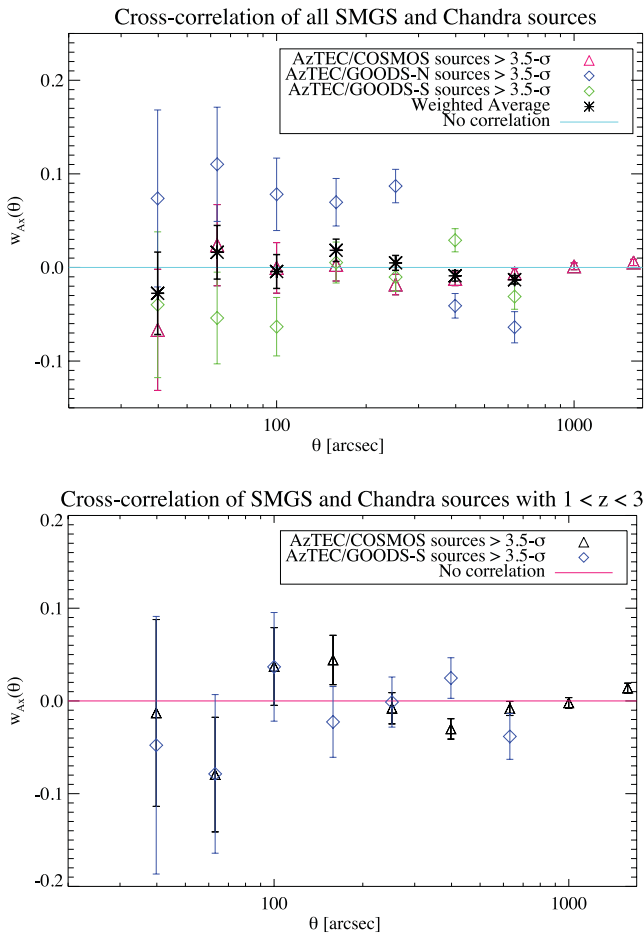 Cross-correlation of all SMGS and Chandra sources
AzTEC/COSMOS sources > 3.5-σ
AzTEC/GOODS-N sources > 3.5-σ
AzTEC/GOODS-S sources > 3.5-σ
Weighted Average
No correlation
0.2
0.1
0.0
-0.1
w_Ax(θ)
100
1000
θ [arcsec]
Cross-correlation of SMGS and Chandra sources with 1 < z < 3
AzTEC/COSMOS sources > 3.5-σ
AzTEC/GOODS-S sources > 3.5-σ
No correlation
0.2
0.1
0.0
-0.1
-0.2
w_Ax(θ)
100
1000
θ [arcsec]